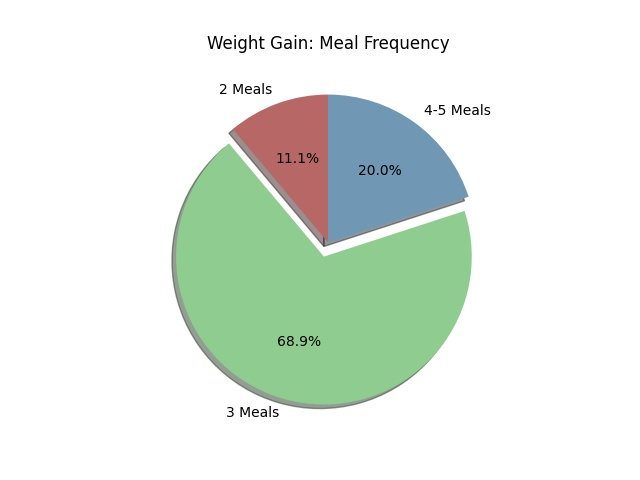 Weight Gain: Meal Frequency
2 Meals
4-5 Meals
11.1%
20.0%
68.9%
3 Meals